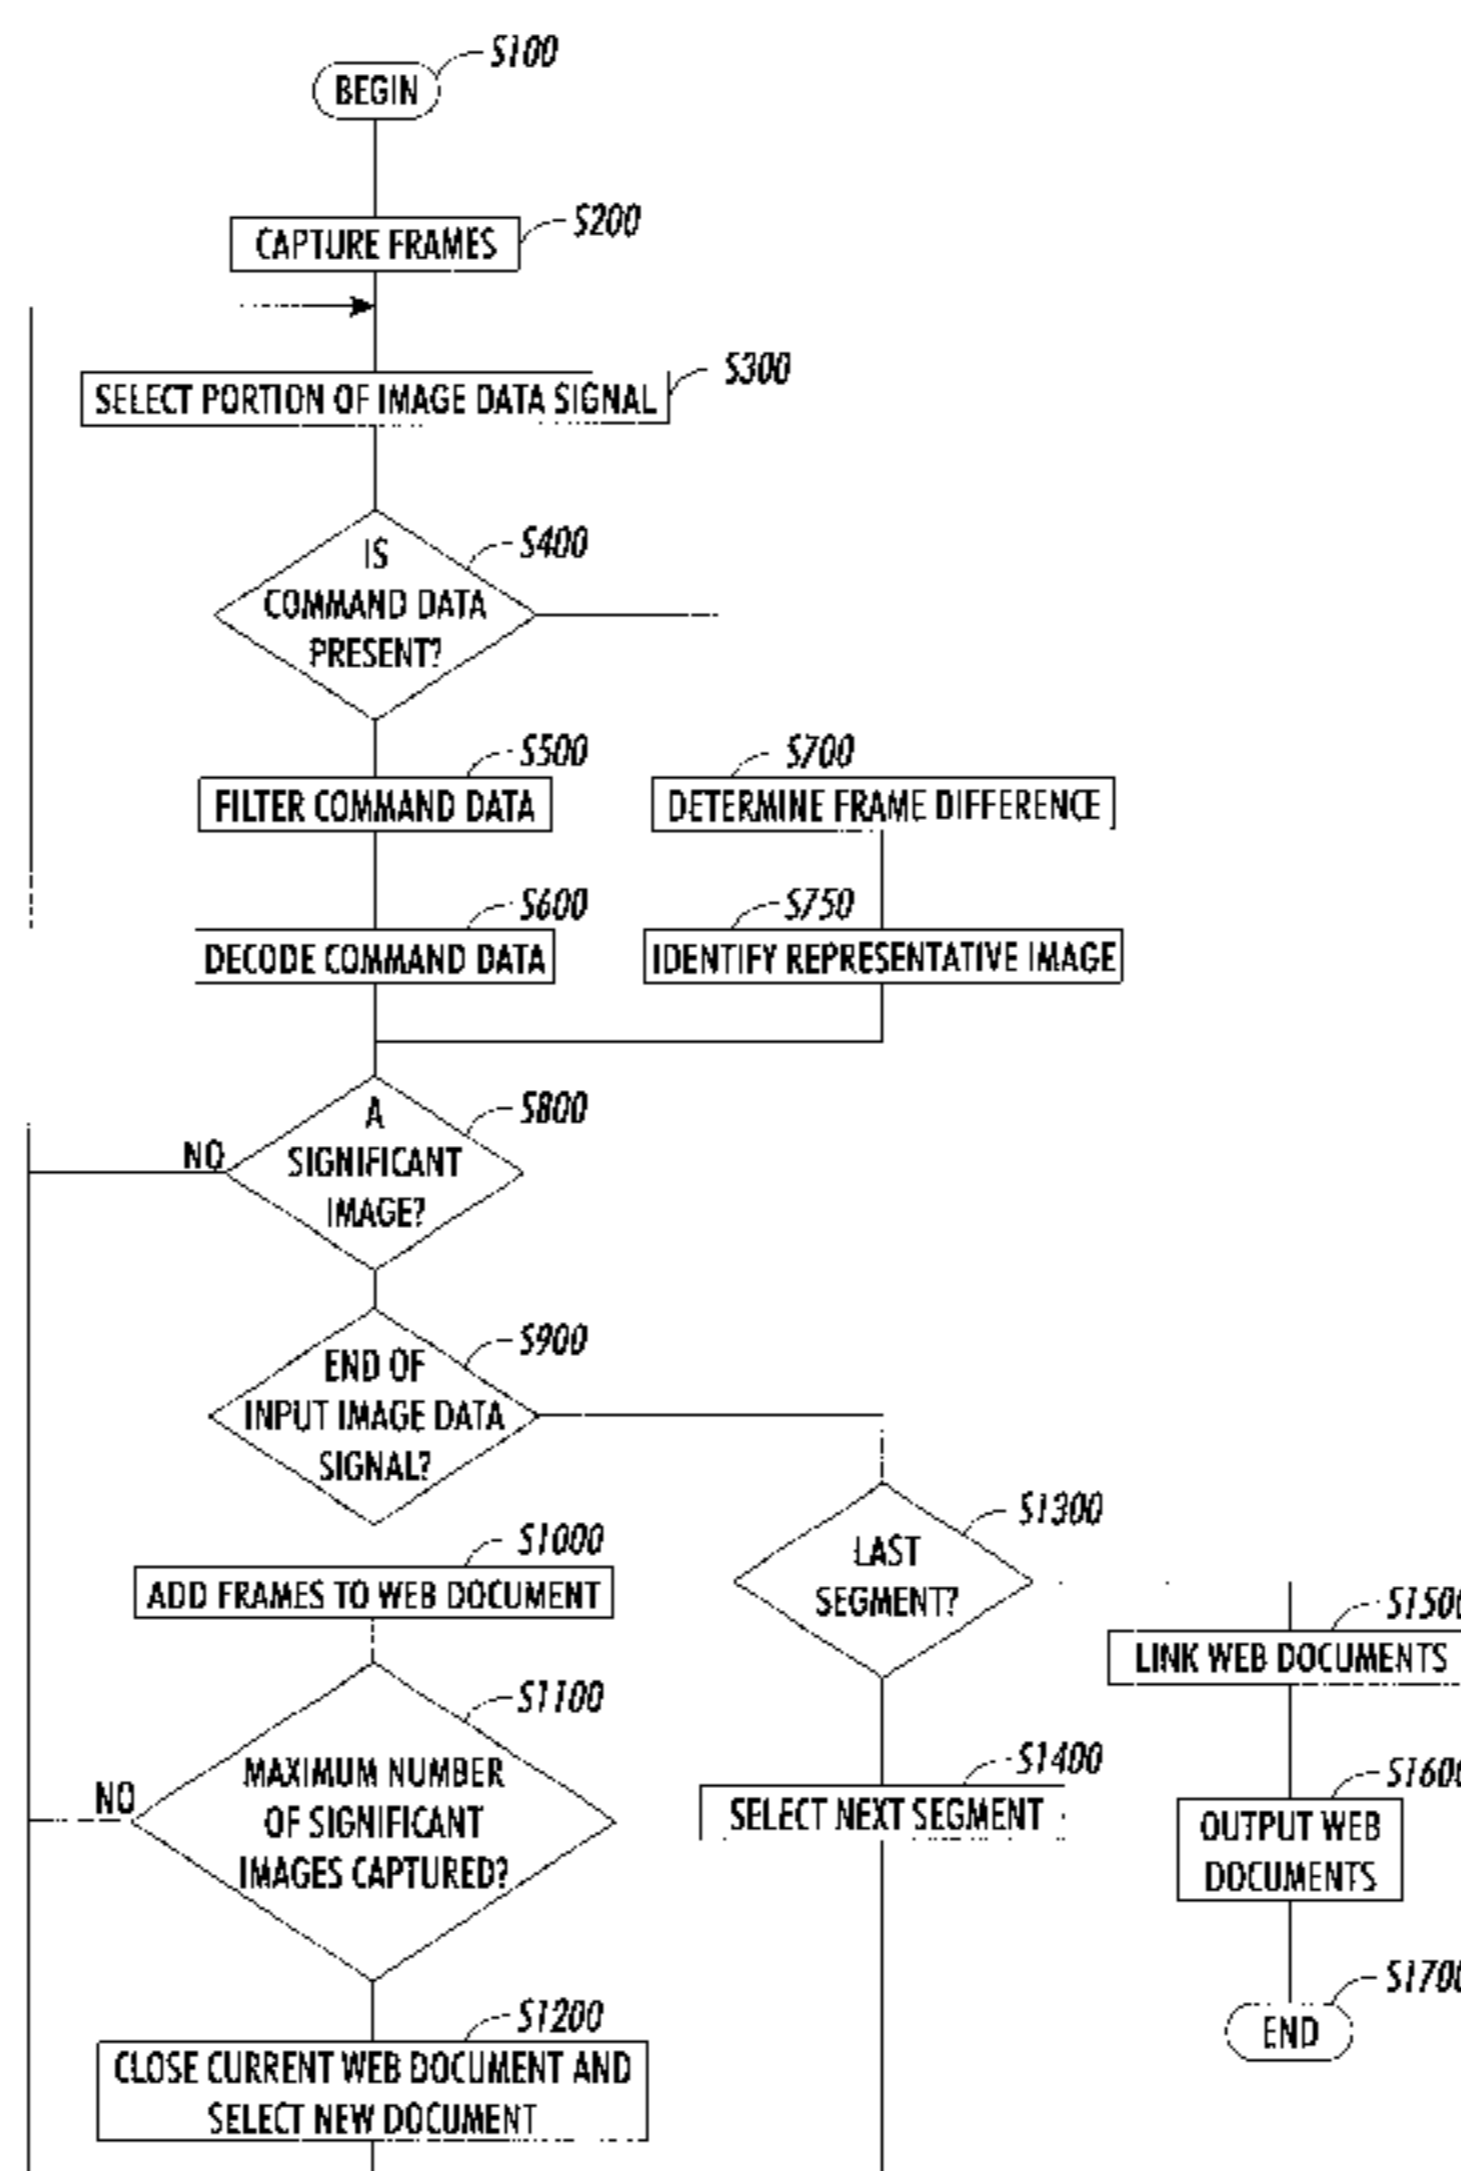 S100
BEGIN
S200
CAPTURE FRAMES
S300
SELECT PORTION OF IMAGE DATA SIGNAL
S400
IS
COMMAND DATA
PRESENT?
S500
FILTER COMMAND DATA
S700
DETERMINE FRAME DIFFERENCE
S600
DECODE COMMAND DATA
S750
IDENTIFY REPRESENTATIVE IMAGE
S800
A
SIGNIFICANT
IMAGE?
NO
S900
END OF
INPUT IMAGE DATA
SIGNAL?
S1000
ADD FRAMES TO WEB DOCUMENT
S1300
LAST
SEGMENT?
S1500
LINK WEB DOCUMENTS
S1100
MAXIMUM NUMBER
OF SIGNIFICANT
IMAGES CAPTURED?
NO
S1400
SELECT NEXT SEGMENT
S1600
OUTPUT WEB
DOCUMENTS
S1200
CLOSE CURRENT WEB DOCUMENT AND
SELECT NEW DOCUMENT
S1700
END